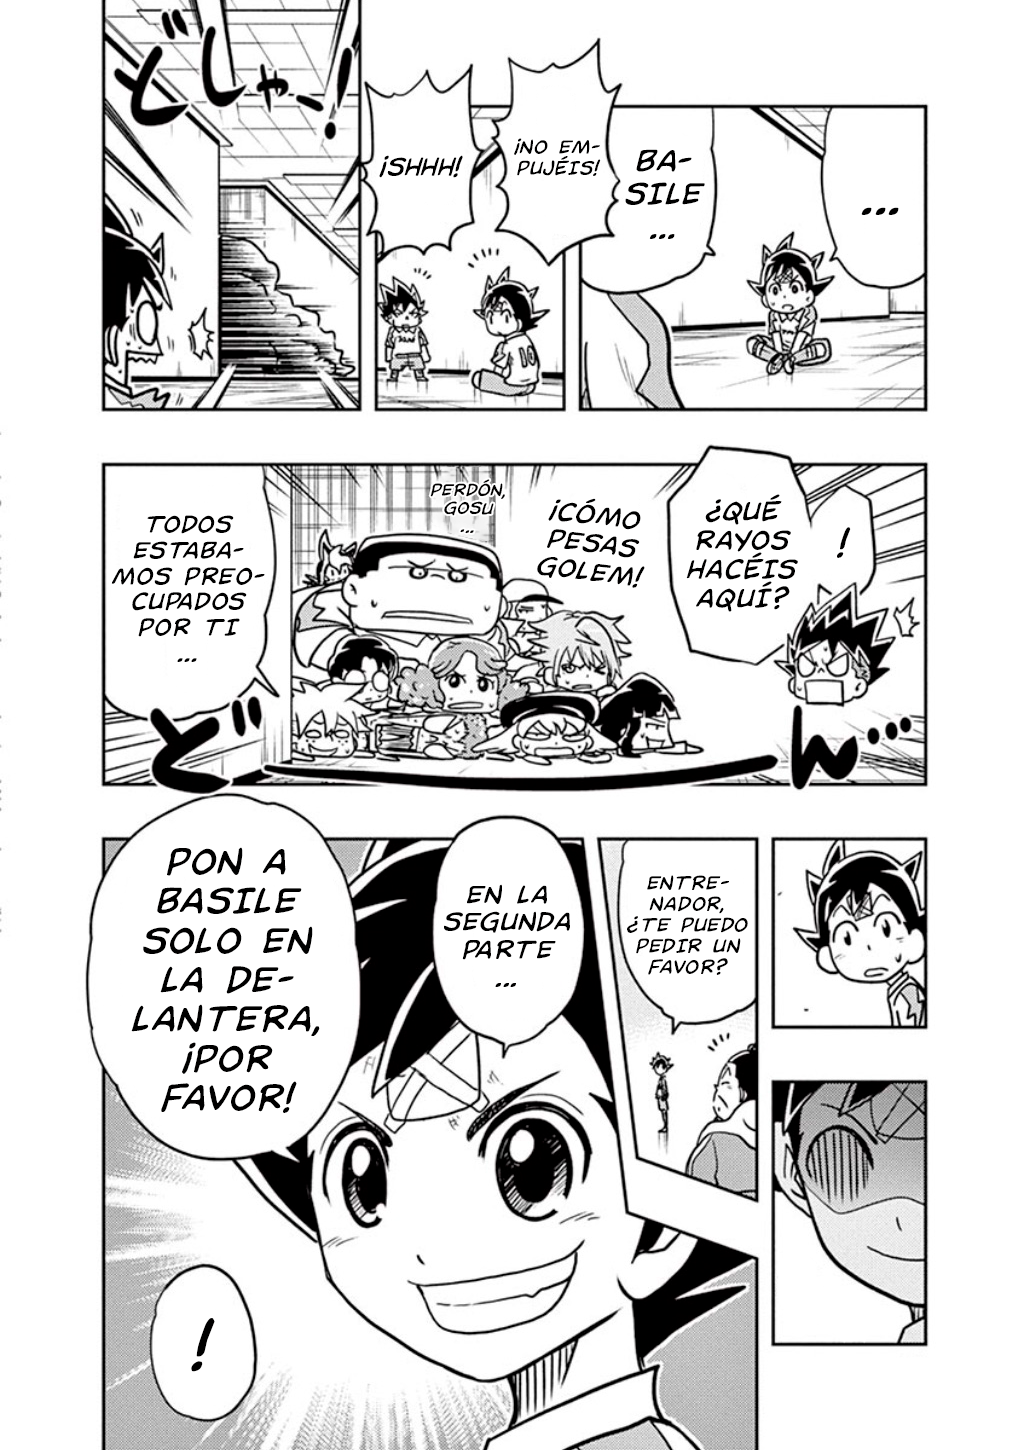 ...
BA-
SILE
...
¡NO EM-
PUJÉIS!
¡SHHH!
どしゃー!
!
¿QUÉ
RAYOS
HACÉIS
AQUÍ?
¡CÓMO
PESAS
GOLEM!
PERDÓN,
GOSU
...
TODOS
ESTABA-
MOS PREO-
CUPADOS
POR TI
...
どーん...
ENTRE-
NADOR,
¿TE PUEDO
PEDIR UN
FAVOR?
EN LA
SEGUNDA
PARTE
...
PON A
BASILE
SOLO EN
LA DE-
LANTERA,
¡POR
FAVOR!
!
10